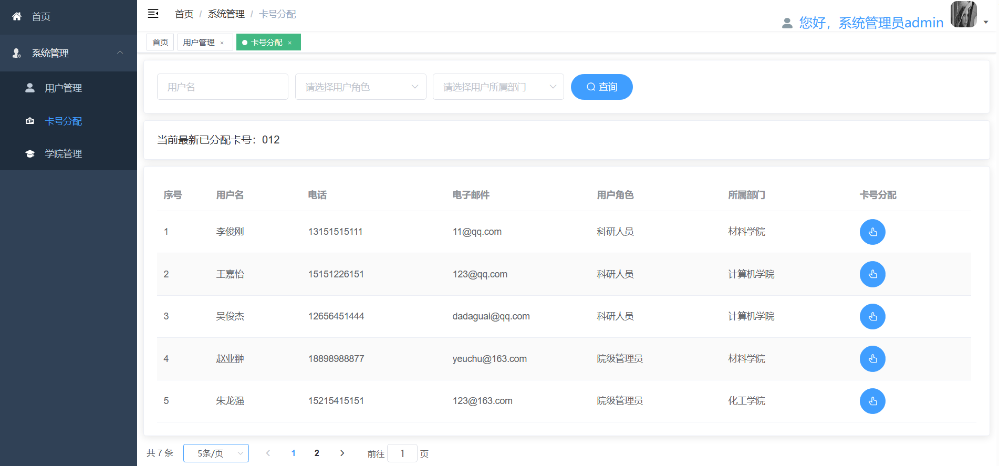 首页
系统管理
用户管理
卡号分配
学院管理
首页 / 系统管理 / 卡号分配
您好，系统管理员admin
首页 用户管理 × 卡号分配 ×
用户名 请选择用户角色 请选择用户所属部门 查询
当前最新已分配卡号：012
序号 用户名 电话 电子邮件 用户角色 所属部门 卡号分配
1 李俊刚 13151515111 11@qq.com 科研人员 材料学院
2 王嘉怡 15151226151 123@qq.com 科研人员 计算机学院
3 吴俊杰 12656451444 dadaguai@qq.com 科研人员 计算机学院
4 赵业翀 18898988877 yeuchu@163.com 院级管理员 材料学院
5 朱龙强 15215415151 123@163.com 院级管理员 化工学院
共 7 条 5条/页 1 2 前往 1 页